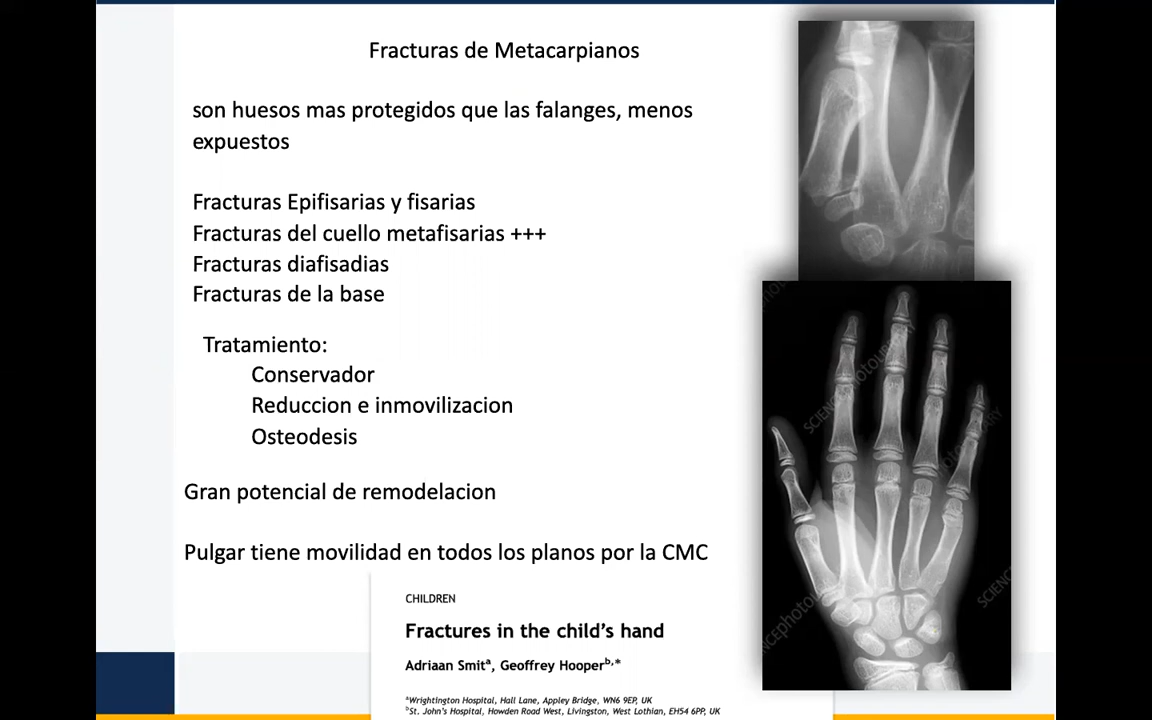 Fracturas de Metacarpianos
son huesos mas protegidos que las falanges, menos
expuestos
Fracturas Epifisarias y fisarias
Fracturas del cuello metafisarias +++
Fracturas diafisadias
Fracturas de la base
Tratamiento:
Conservador
Reduccion e inmovilizacion
Osteodesis
Gran potencial de remodelacion
Pulgar tiene movilidad en todos los planos por la CMC
CHILDREN
Fractures in the child's hand
Adriaan Smitª, Geoffrey Hooperᵇ,*
ªWrightington Hospital, Hall Lane, Appley Bridge, WN6 9EP, UK
ᵇSt. John's Hospital, Howden Road West, Livingston, West Lothian, EH54 6PP, UK